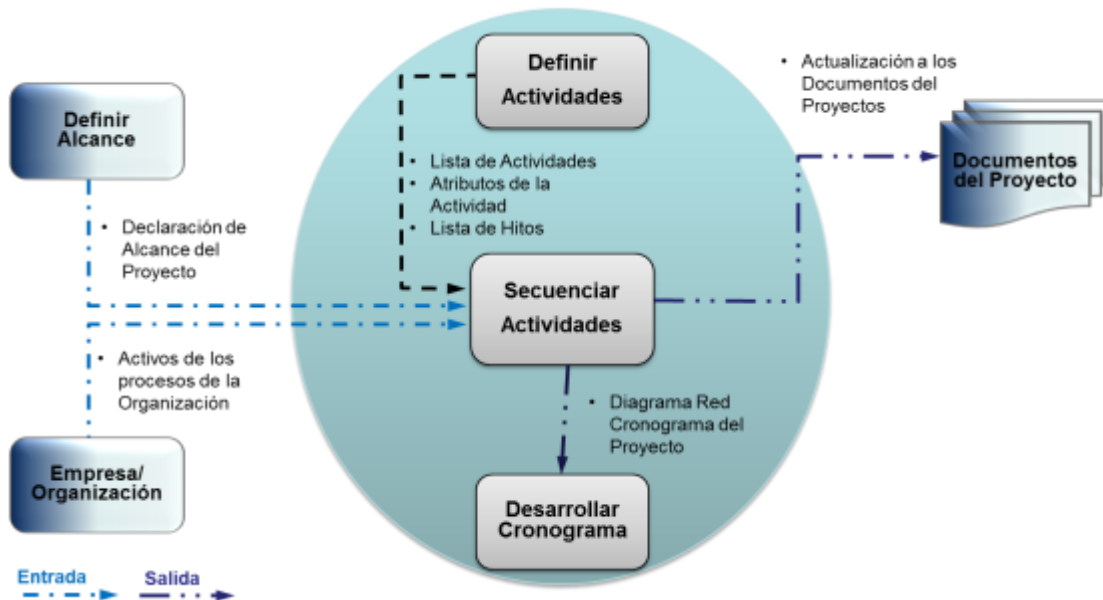 Definir
Actividades
• Actualización a los
Documentos del
Proyectos
Definir
Alcance
Documentos
del Proyecto
• Lista de Actividades
• Atributos de la
Actividad
• Lista de Hitos
• Declaración de
Alcance del
Proyecto
Secuenciar
Actividades
• Activos de los
procesos de la
Organización
• Diagrama Red
Cronograma del
Proyecto
Empresa/
Organización
Desarrollar
Cronograma
Entrada
Salida